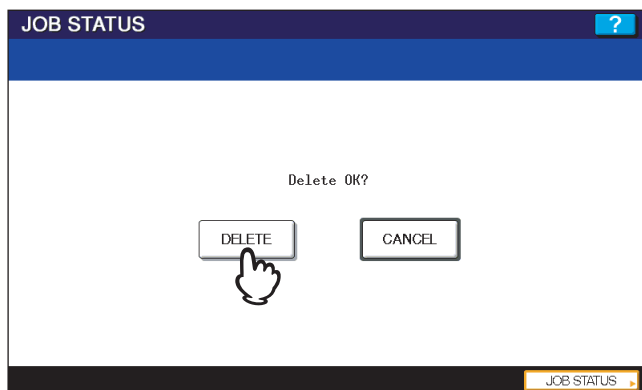 JOB STATUS
?
Delete OK?
DELETE
CANCEL
JOB STATUS